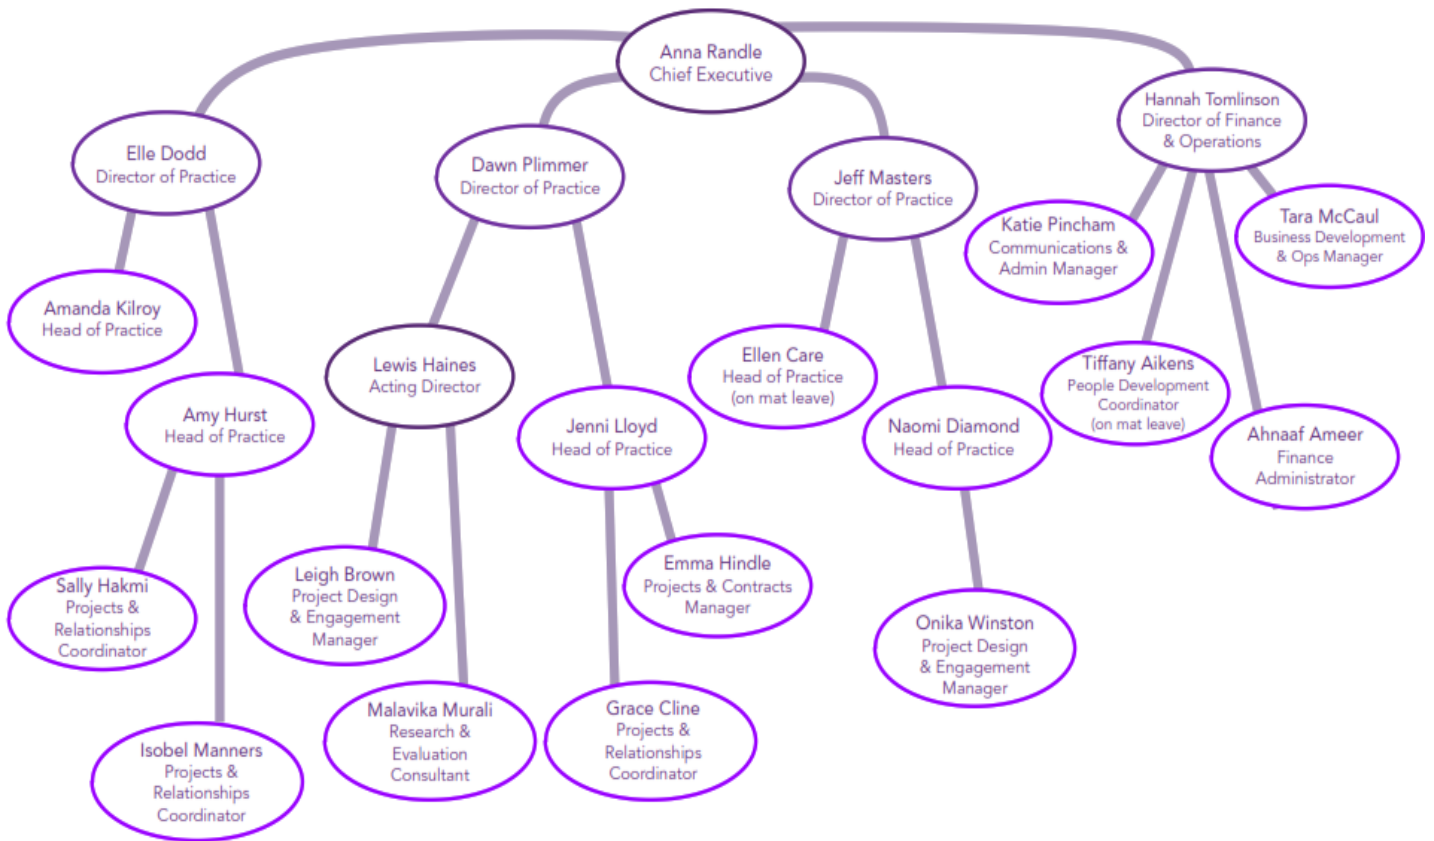 Anna Randle
Chief Executive
Elle Dodd
Director of Practice
Dawn Plimmer
Director of Practice
Jeff Masters
Director of Practice
Hannah Tomlinson
Director of Finance
& Operations
Amanda Kilroy
Head of Practice
Amy Hurst
Head of Practice
Lewis Haines
Acting Director
Jenni Lloyd
Head of Practice
Ellen Care
Head of Practice
(on mat leave)
Naomi Diamond
Head of Practice
Katie Pincham
Communications &
Admin Manager
Tiffany Aikens
People Development
Coordinator
(on mat leave)
Ahnaaf Ameer
Finance
Administrator
Tara McCaul
Business Development
& Ops Manager
Sally Hakmi
Projects &
Relationships
Coordinator
Isobel Manners
Projects &
Relationships
Coordinator
Leigh Brown
Project Design
& Engagement
Manager
Malavika Murali
Research &
Evaluation
Consultant
Grace Cline
Projects &
Relationships
Coordinator
Emma Hindle
Projects & Contracts
Manager
Onika Winston
Project Design
& Engagement
Manager